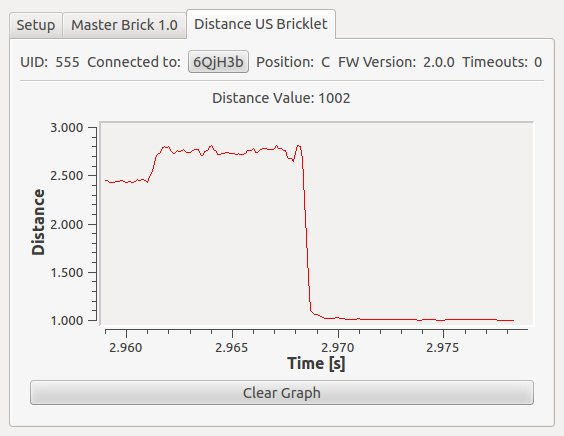 Setup Master Brick 1.0 Distance US Bricklet
UID: 555 Connected to: 6QjH3b Position: C FW Version: 2.0.0 Timeouts: 0
Distance Value: 1002
3.000
2.500
2.000
1.500
1.000
Distance
2.960 2.965 2.970 2.975
Time [s]
Clear Graph